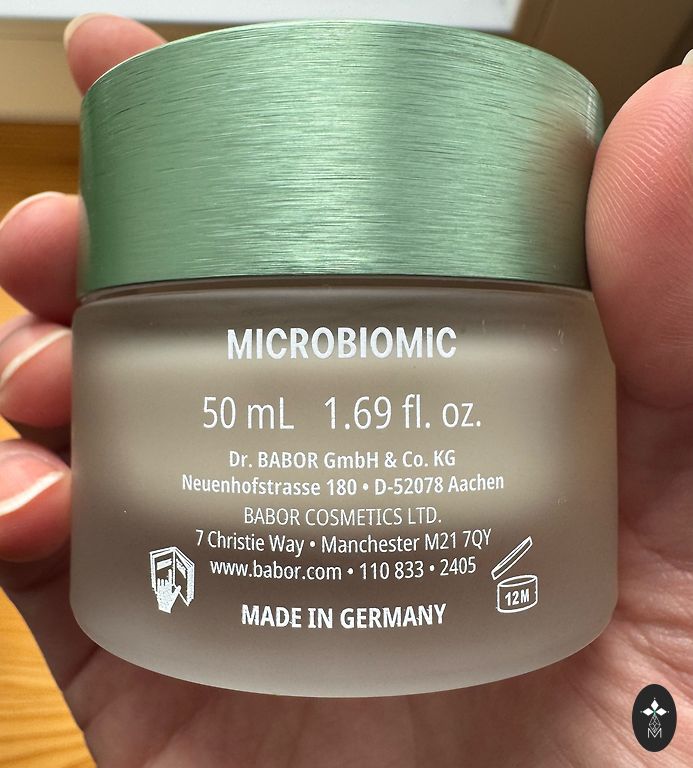 MICROBIOMIC
50 mL 1.69 fl. oz.
Dr. BABOR GmbH & Co. KG
Neuenhofstrasse 180 • D-52078 Aachen
BABOR COSMETICS LTD.
7 Christie Way • Manchester M21 7QY
www.babor.com • 110 833 • 2405
12M
MADE IN GERMANY
M